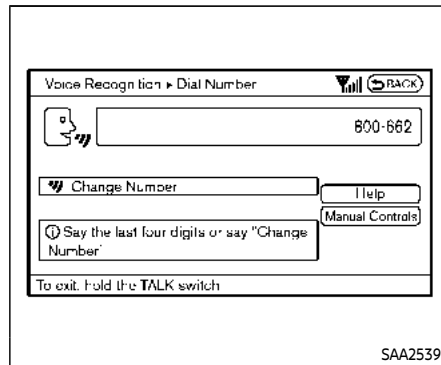 Voice Recognition ▸ Dial Number
BACK
800-662
Change Number
Help
Manual Controls
Say the last four digits or say "Change
Number"
To exit, hold the TALK switch
SAA2539